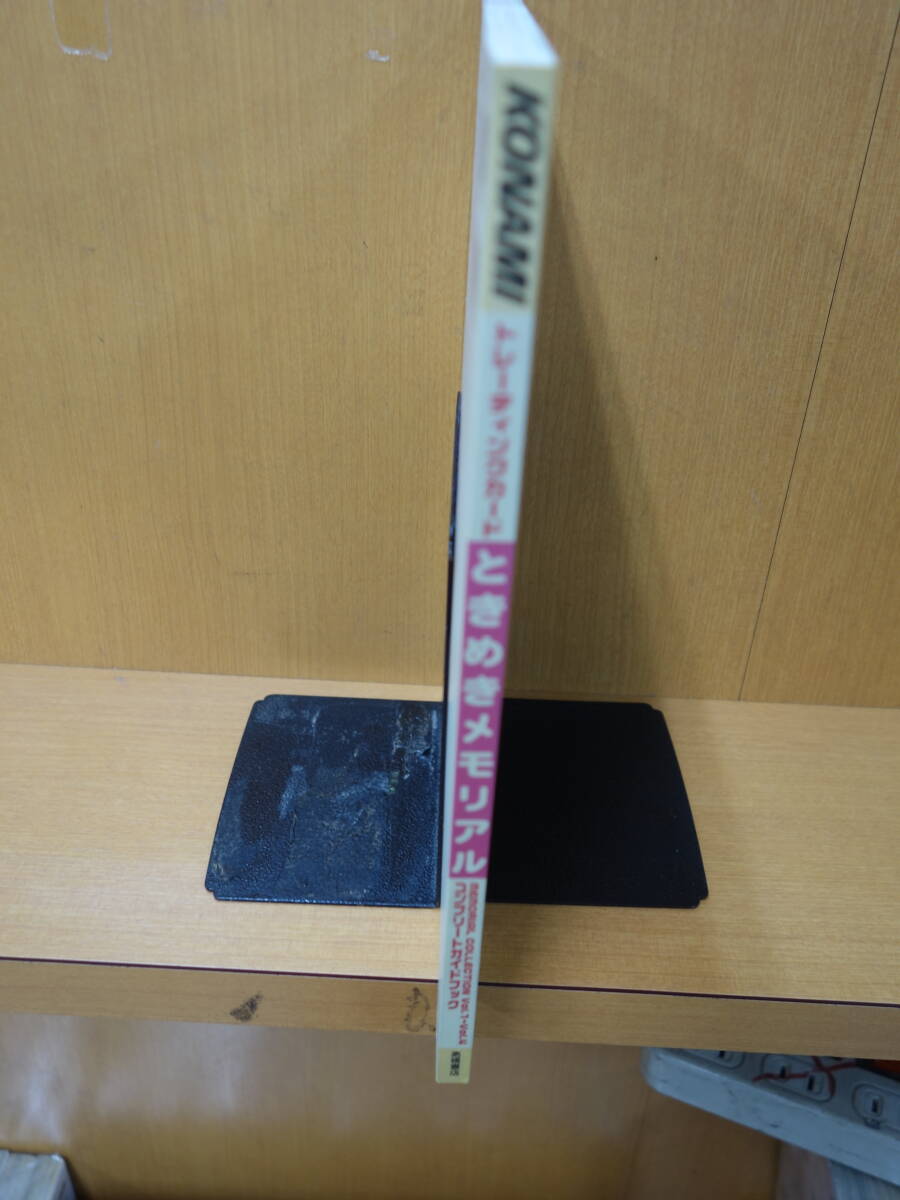 KONAMI
トレーディングカード
ときめきメモリアル
MEMORIAL COLLECTION Vol.1~Vol.4
コンプリートガイドブック